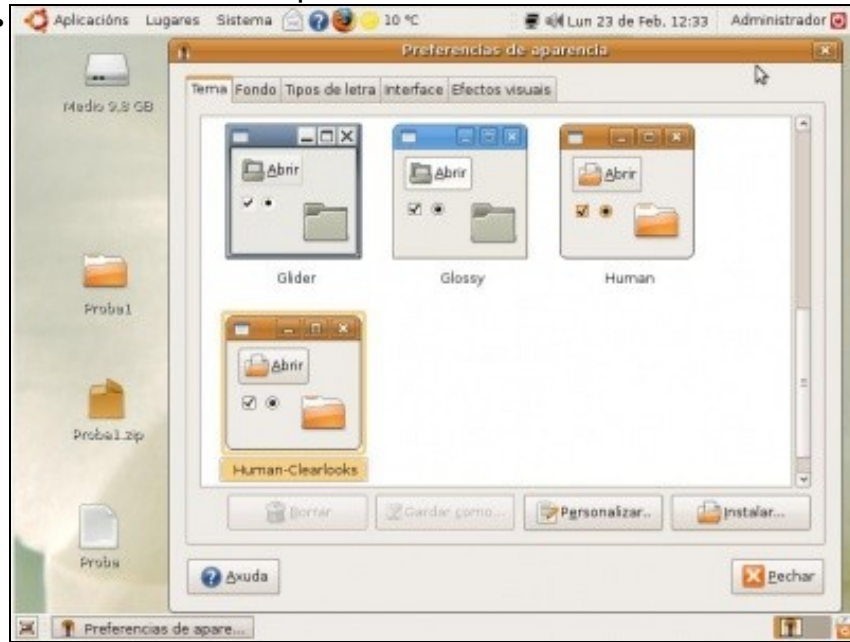 Aplicacións Lugares Sistema 10 °C Lun 23 de Feb, 12:33 Administrador
Preferencias de aparencia
Medio 9,8 GB
Tema Fondo Tipos de letra Interface Efectos visuais
Abrir Abrir Abrir
Glider Glossy Human
Proba1
Abrir
Proba1.zip
Human-Clearlooks
Borrar Gardar como... Personalizar... Instalar...
Proba
Axuda Pechar
Preferencias de apare...